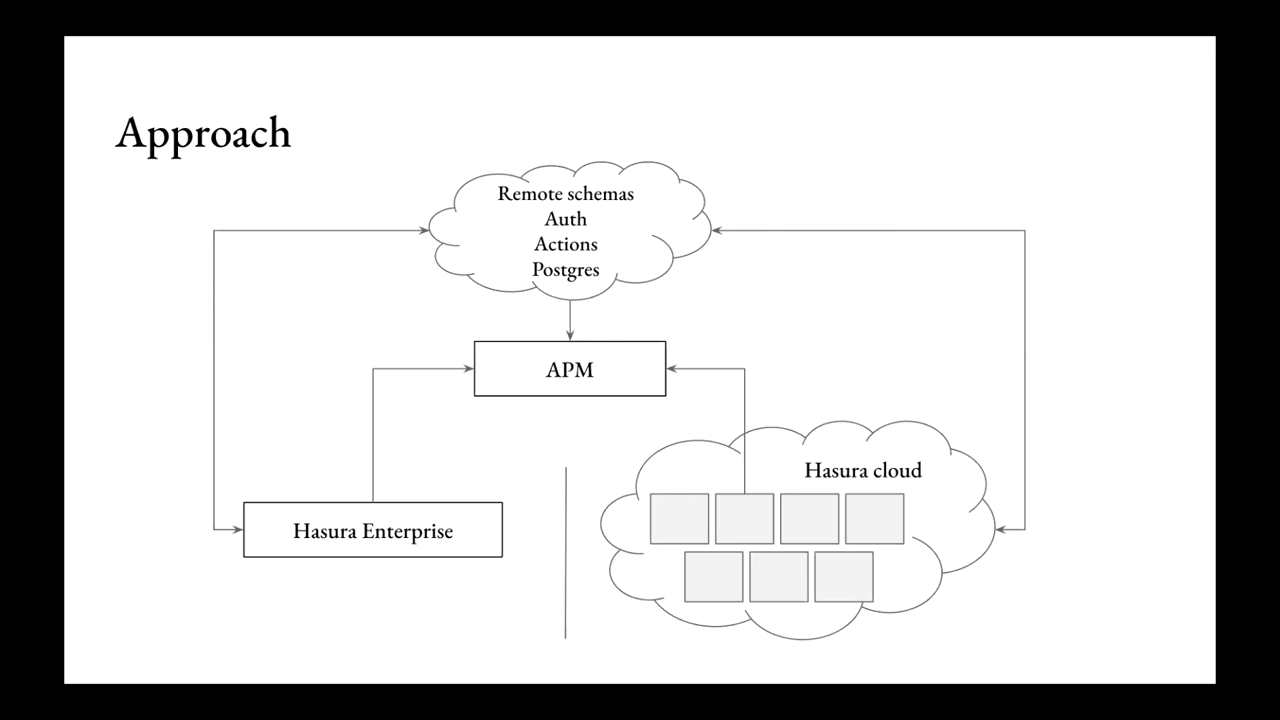 Approach
Remote schemas
Auth
Actions
Postgres
APM
Hasura cloud
Hasura Enterprise